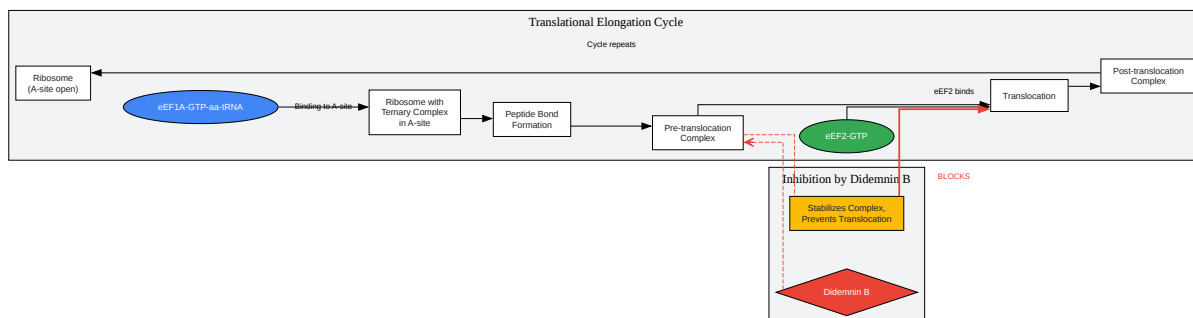 Translational Elongation Cycle
Cycle repeats
Ribosome
(A-site open)
eEF1A-GTP-aa-tRNA
Binding to A-site
Ribosome with
Ternary Complex
in A-site
Peptide Bond
Formation
Pre-translocation
Complex
eEF2-GTP
eEF2 binds
Translocation
Post-translocation
Complex
Inhibition by Didemnin B
BLOCKS
Stabilizes Complex,
Prevents Translocation
Didemnin B